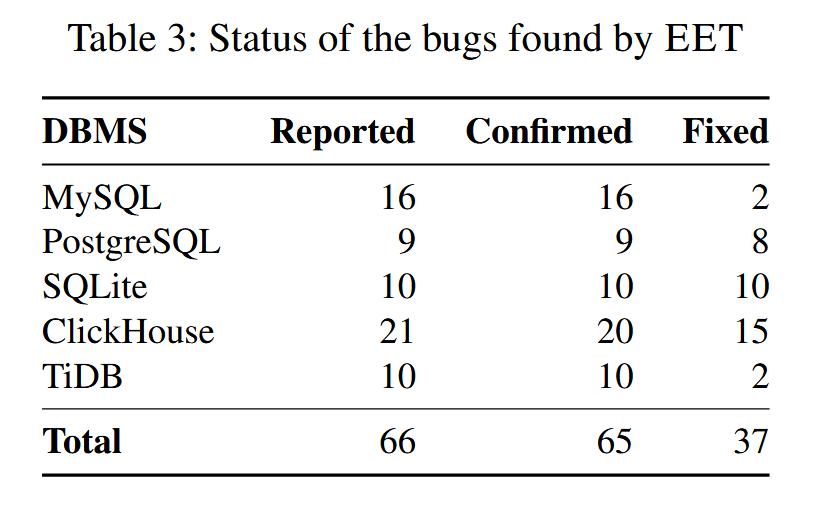 Table 3: Status of the bugs found by EET
DBMS Reported Confirmed Fixed
MySQL 16 16 2
PostgreSQL 9 9 8
SQLite 10 10 10
ClickHouse 21 20 15
TiDB 10 10 2
Total 66 65 37